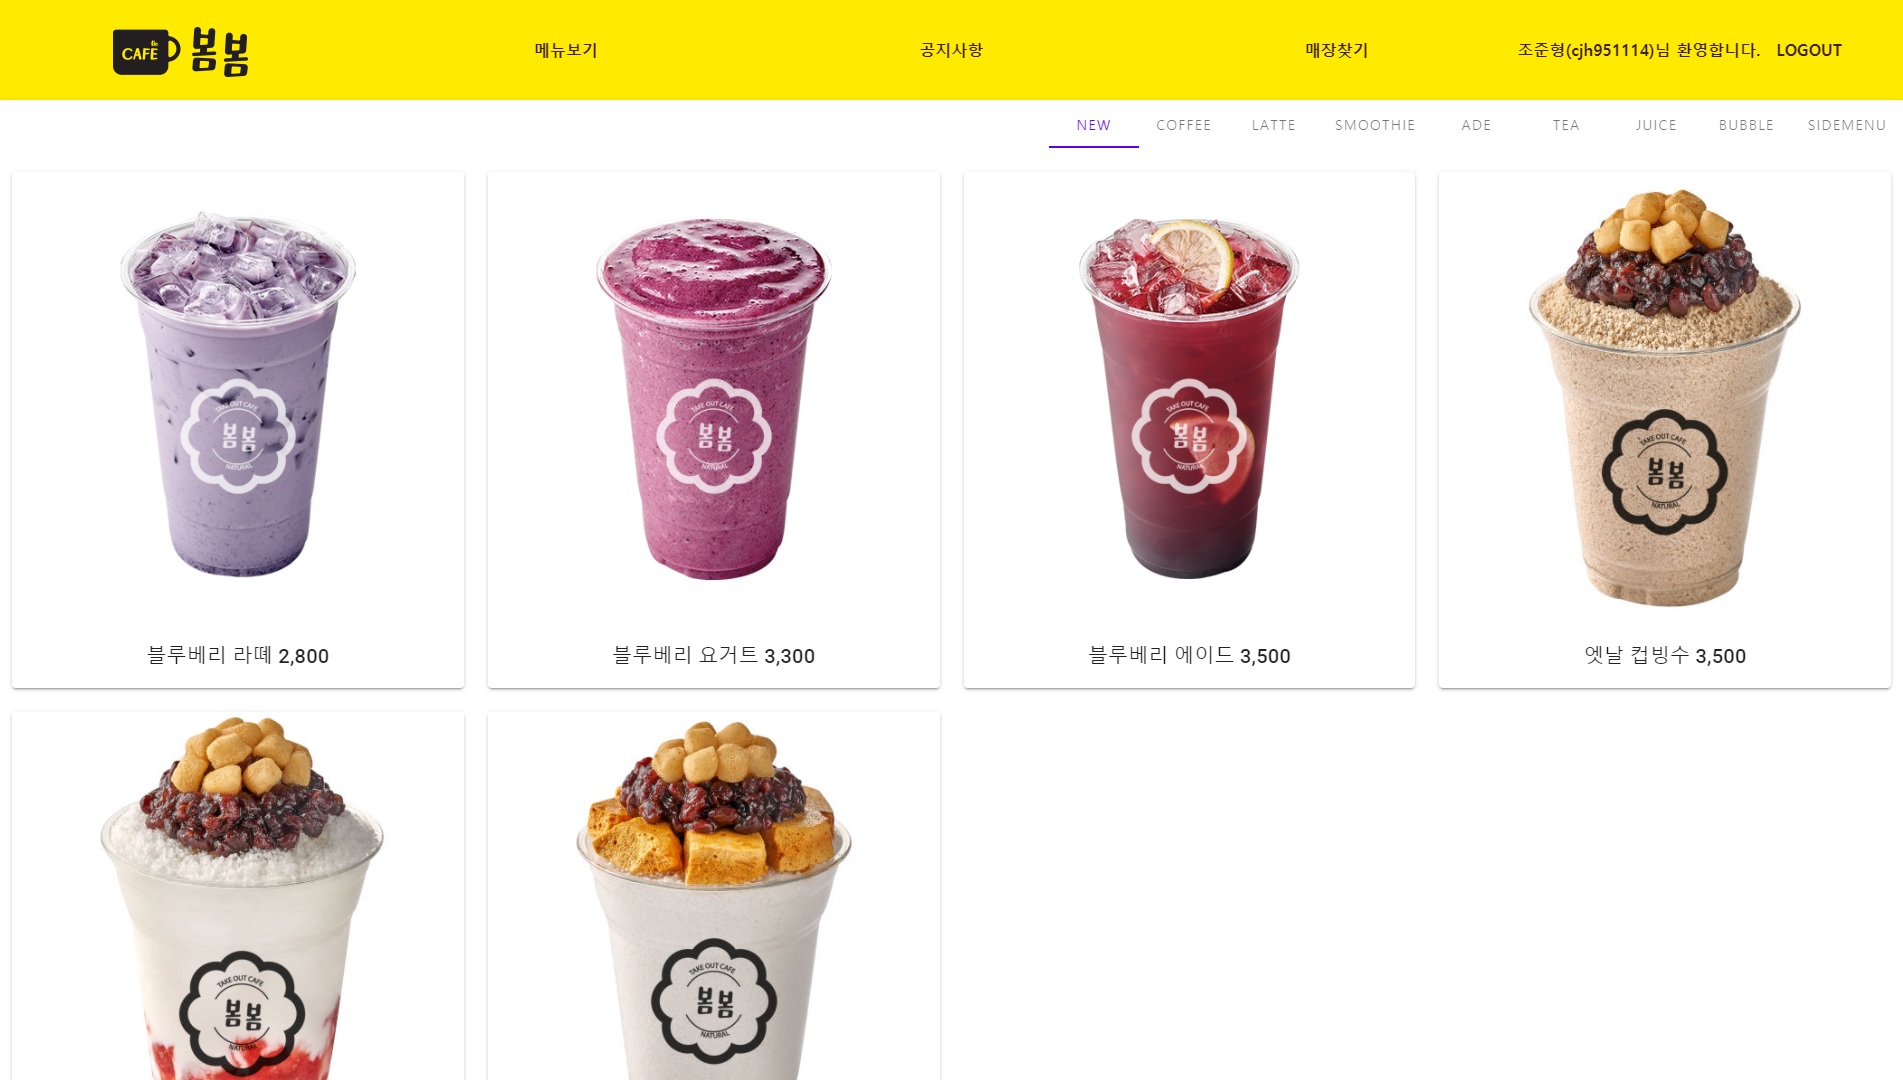 CAFÉ 봄봄
메뉴보기
공지사항
매장찾기
조준형(cjh951114)님 환영합니다. LOGOUT
NEW COFFEE LATTE SMOOTHIE ADE TEA JUICE BUBBLE SIDEMENU
TAKE OUT CAFE
봄봄
NATURAL
TAKE OUT CAFE
봄봄
NATURAL
TAKE OUT CAFE
봄봄
NATURAL
TAKE OUT CAFE
봄봄
NATURAL
블루베리 라떼 2,800
블루베리 요거트 3,300
블루베리 에이드 3,500
옛날 컵빙수 3,500
TAKE OUT CAFE
봄봄
NATURAL
TAKE OUT CAFE
봄봄
NATURAL